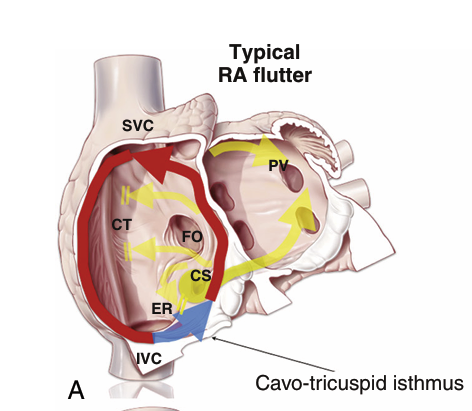 Typical
RA flutter
SVC
PV
CT
FO
CS
ER
IVC
A
Cavo-tricuspid isthmus